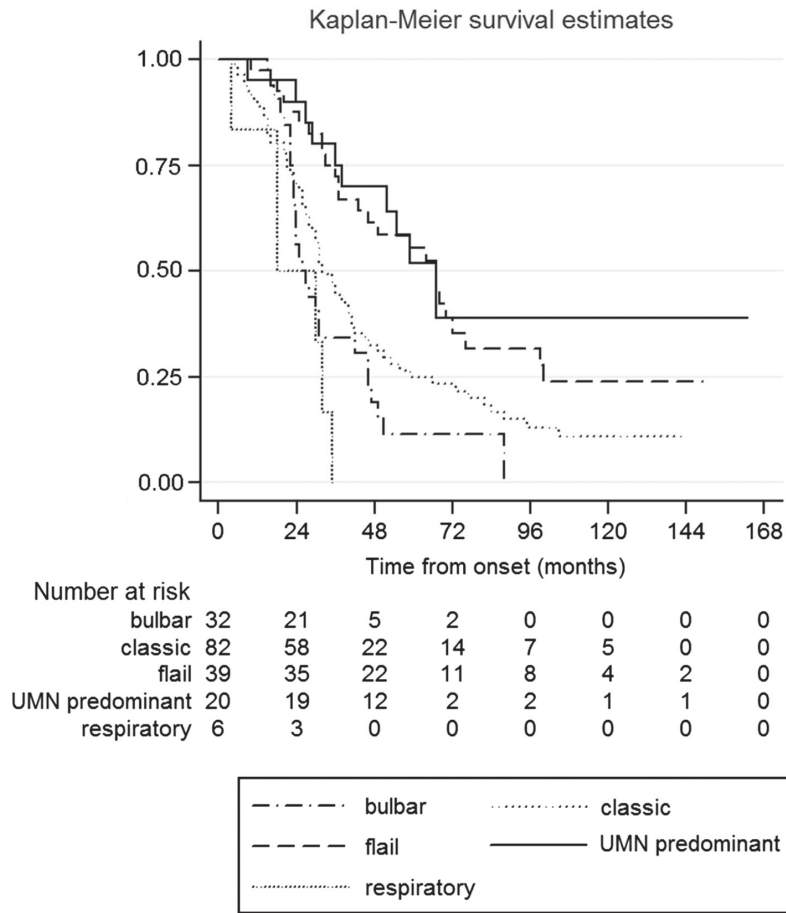 Kaplan-Meier survival estimates
1.00
0.75
0.50
0.25
0.00
0 24 48 72 96 120 144 168
Time from onset (months)
Number at risk
bulbar 32 21 5 2 0 0 0 0
classic 82 58 22 14 7 5 0 0
flail 39 35 22 11 8 4 2 0
UMN predominant 20 19 12 2 2 1 1 0
respiratory 6 3 0 0 0 0 0 0
bulbar classic
flail UMN predominant
respiratory